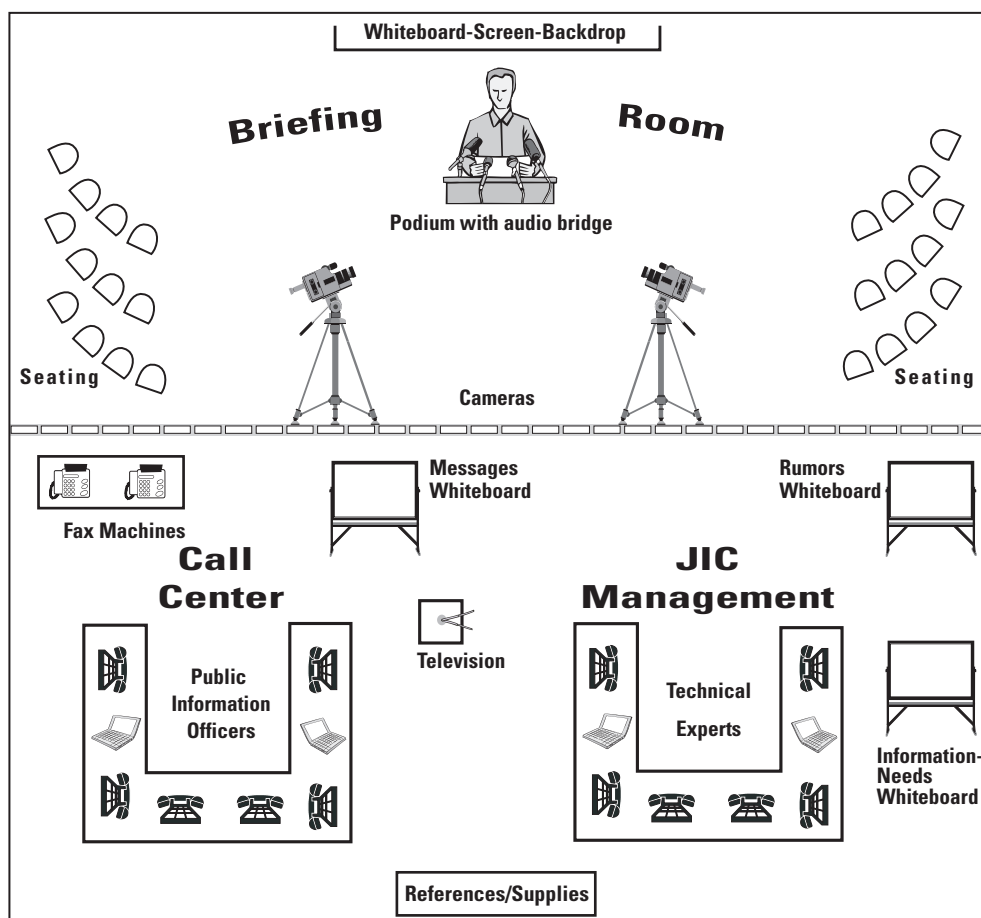 Whiteboard-Screen-Backdrop
Briefing
Room
Podium with audio bridge
Seating
Cameras
Seating
Fax Machines
Messages
Whiteboard
Rumors
Whiteboard
Call
Center
JIC
Management
Television
Public
Information
Officers
Technical
Experts
Information-
Needs
Whiteboard
References/Supplies